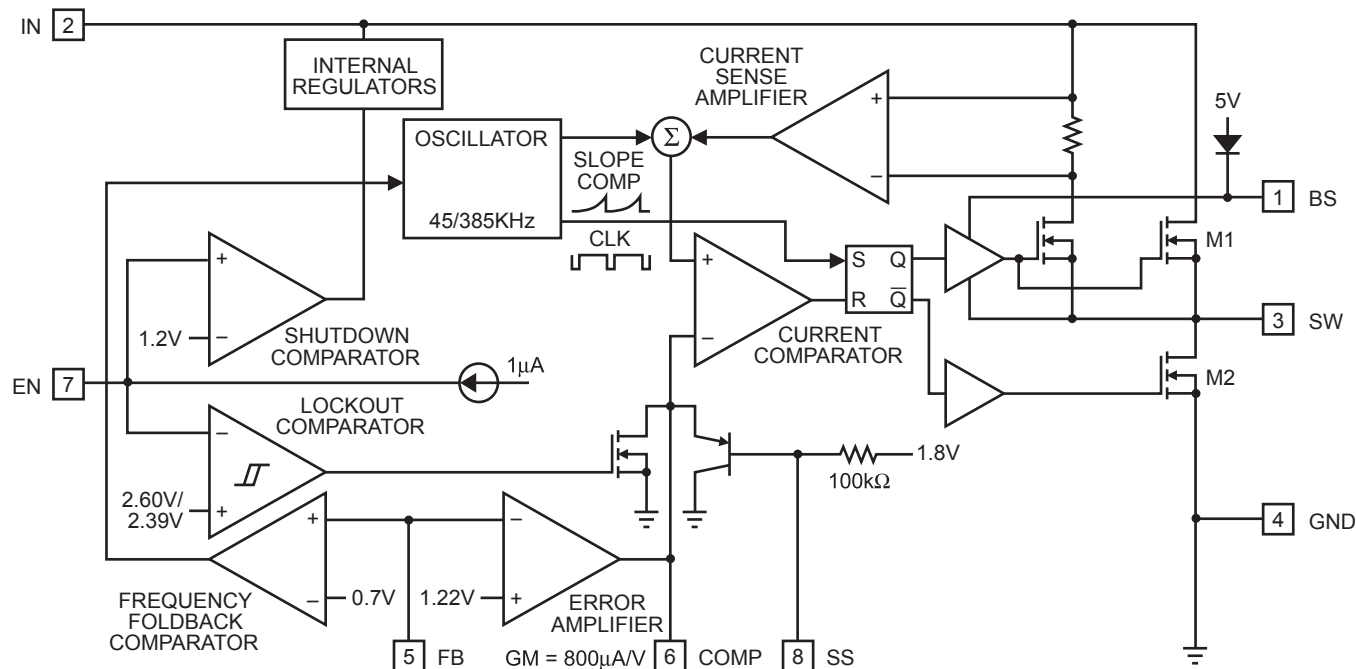 IN 2
INTERNAL
REGULATORS
CURRENT
SENSE
AMPLIFIER
+
–
5V
OSCILLATOR
45/385KHz
Σ
SLOPE
COMP
CLK
1 BS
+
–
1.2V
SHUTDOWN
COMPARATOR
+
–
CURRENT
COMPARATOR
S Q
R Q̅
M1
3 SW
EN 7
1μA
LOCKOUT
COMPARATOR
–
+
2.60V/
2.39V
M2
1.8V
100kΩ
4 GND
+
–
0.7V
FREQUENCY
FOLDBACK
COMPARATOR
–
+
1.22V
ERROR
AMPLIFIER
5 FB
GM = 800μA/V
6 COMP
8 SS